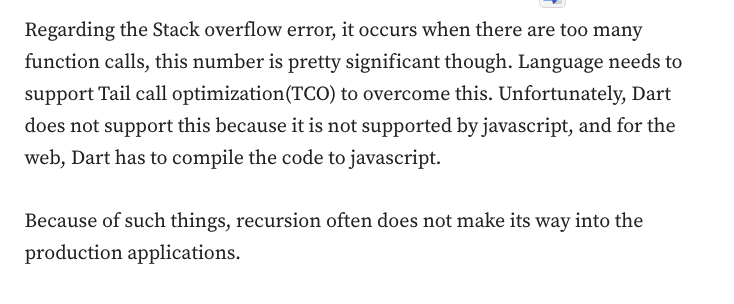 Regarding the Stack overflow error, it occurs when there are too many
function calls, this number is pretty significant though. Language needs to
support Tail call optimization(TCO) to overcome this. Unfortunately, Dart
does not support this because it is not supported by javascript, and for the
web, Dart has to compile the code to javascript.
Because of such things, recursion often does not make its way into the
production applications.